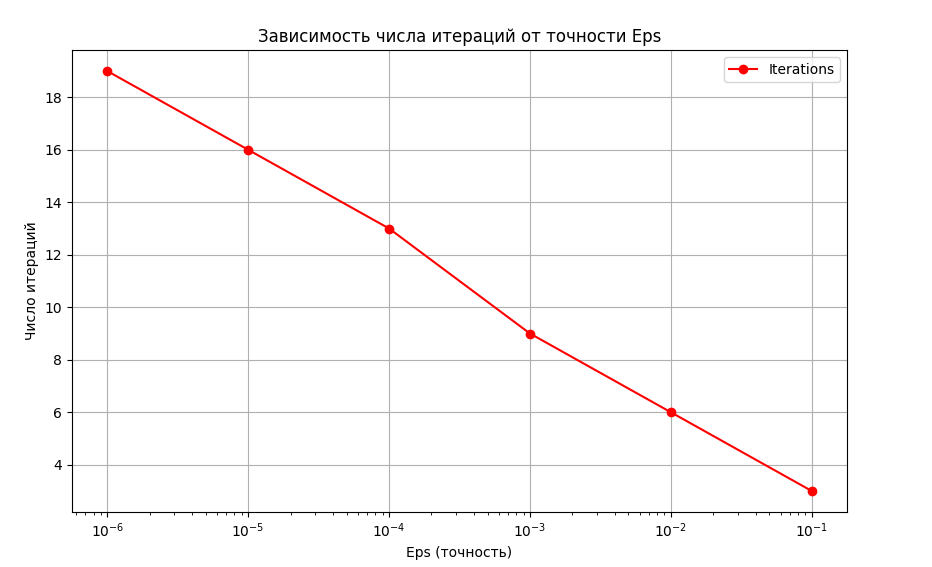 Зависимость числа итераций от точности Eps
Iterations
Число итераций
18
16
14
12
10
8
6
4
10⁻⁶ 10⁻⁵ 10⁻⁴ 10⁻³ 10⁻² 10⁻¹
Eps (точность)